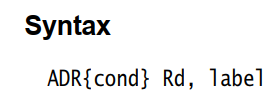 Syntax
ADR{cond} Rd, label